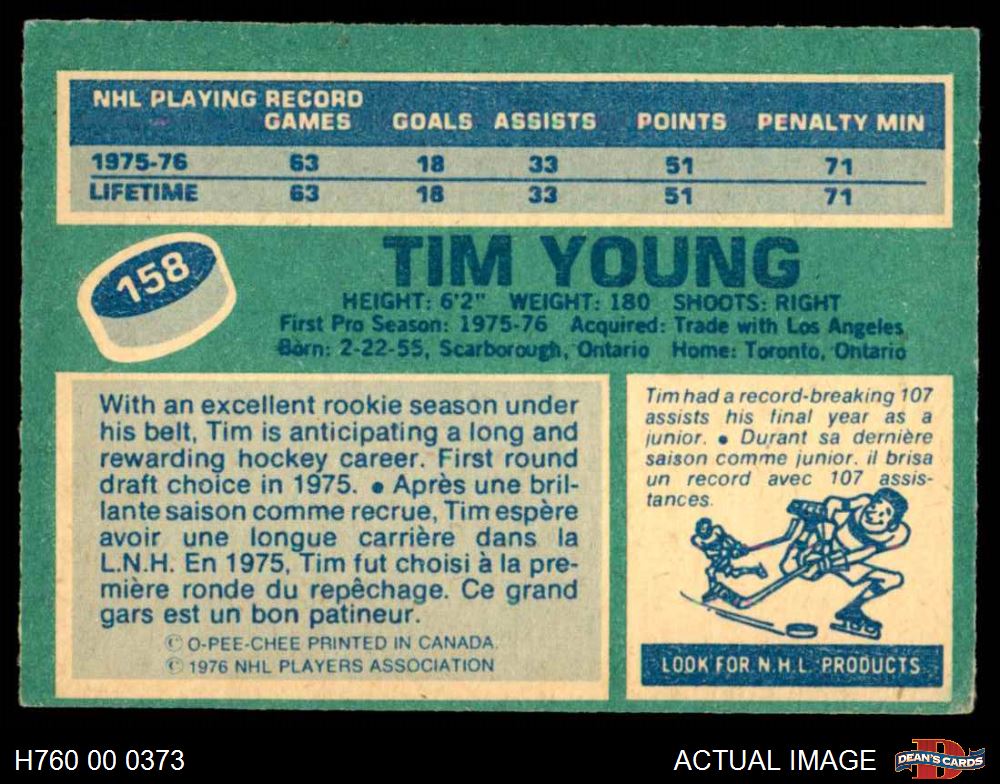 NHL PLAYING RECORD
GAMES GOALS ASSISTS POINTS PENALTY MIN
1975-76 63 18 33 51 71
LIFETIME 63 18 33 51 71
158
TIM YOUNG
HEIGHT: 6'2" WEIGHT: 180 SHOOTS: RIGHT
First Pro Season: 1975-76 Acquired: Trade with Los Angeles
Born: 2-22-55, Scarborough, Ontario Home: Toronto, Ontario
With an excellent rookie season under
his belt, Tim is anticipating a long and
rewarding hockey career. First round
draft choice in 1975. ● Après une bril-
lante saison comme recrue, Tim espère
avoir une longue carrière dans la
L.N.H. En 1975, Tim fut choisi à la pre-
mière ronde du repêchage. Ce grand
gars est un bon patineur.
© O-PEE-CHEE PRINTED IN CANADA.
© 1976 NHL PLAYERS ASSOCIATION
Tim had a record-breaking 107
assists his final year as a
junior. ● Durant sa dernière
saison comme junior, il brisa
un record avec 107 assis-
tances.
LOOK FOR N.H.L. PRODUCTS
H760 00 0373
ACTUAL IMAGE
D
DEAN'S CARDS